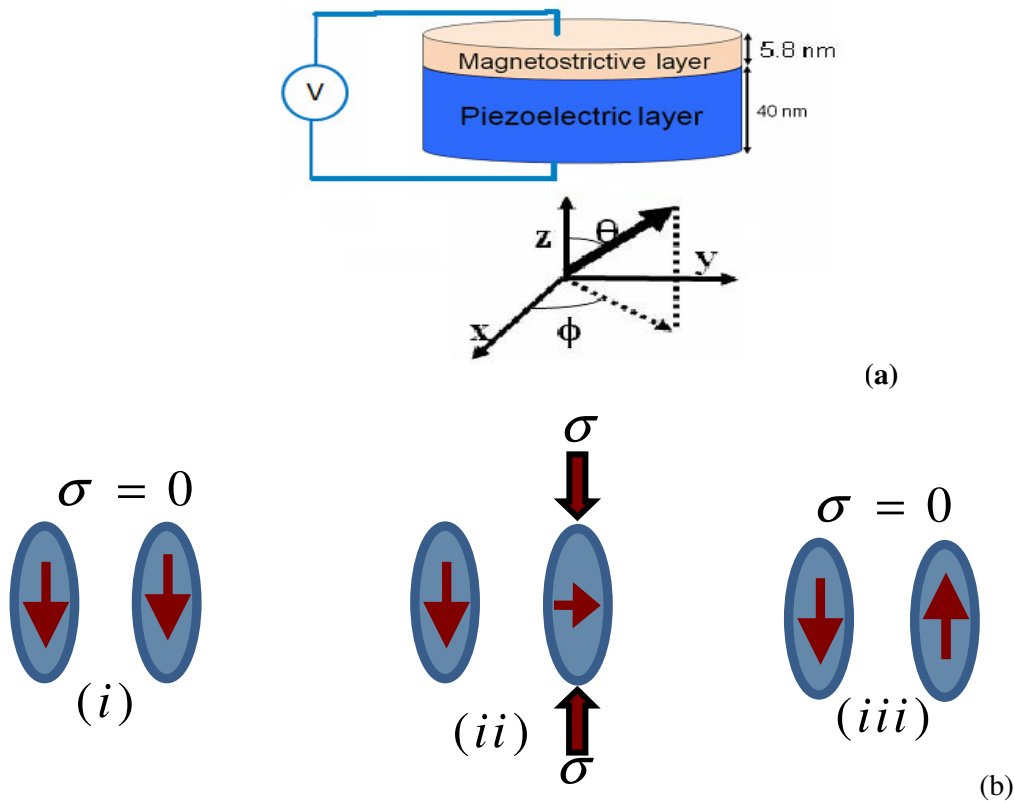 Magnetostrictive layer
5.8 nm
V
Piezoelectric layer
40 nm
z
θ
y
x
ϕ
(a)
σ
σ = 0
σ = 0
(i)
(ii)
(iii)
σ
(b)